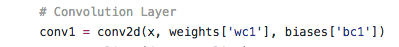 # Convolution Layer
conv1 = conv2d(x, weights['wc1'], biases['bc1'])